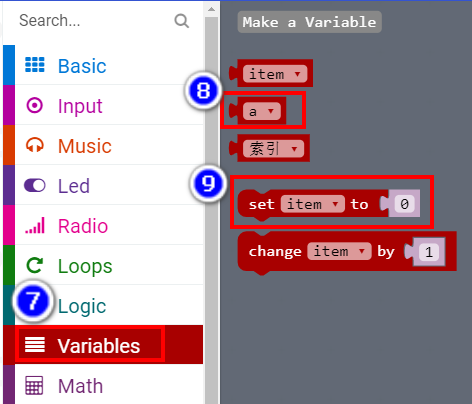 Search...
Basic
Input
Music
Led
Radio
Loops
7
Logic
Variables
Math
Make a Variable
item
8
a
索引
9
set item to 0
change item by 1